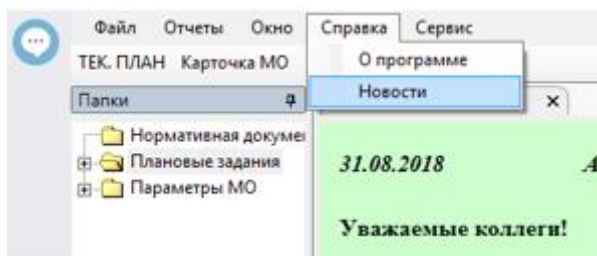 Файл Отчеты Окно Справка Сервис
ТЕК. ПЛАН Карточка МО О программе
Папки Новости
Нормативная
Плановые задания
Параметры МО
31.08.2018
Уважаемые коллеги!